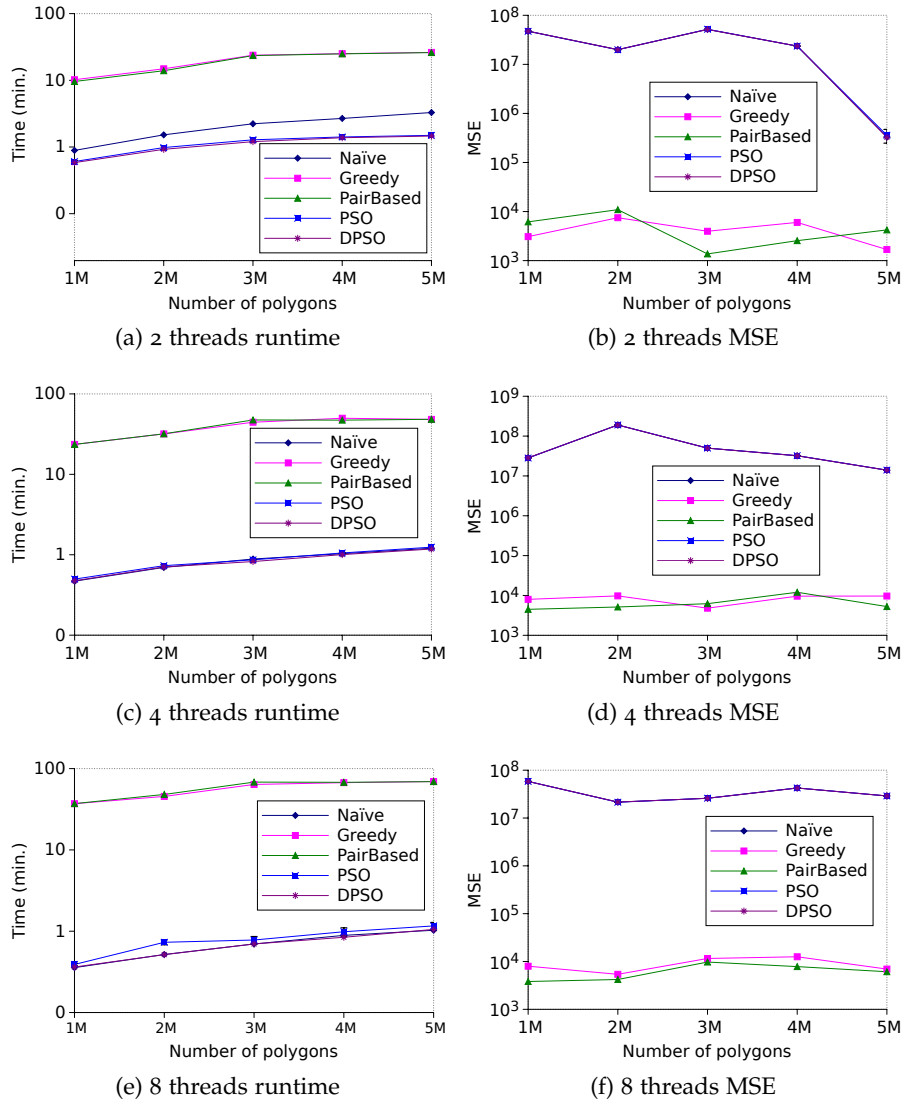 100
10
1
0
Time (min.)
1M 2M 3M 4M 5M
Number of polygons
Naïve
Greedy
PairBased
PSO
DPSO
(a) 2 threads runtime
10⁸
10⁷
10⁶
10⁵
10⁴
10³
MSE
1M 2M 3M 4M 5M
Number of polygons
Naïve
Greedy
PairBased
PSO
DPSO
(b) 2 threads MSE
100
10
1
0
Time (min.)
1M 2M 3M 4M 5M
Number of polygons
Naïve
Greedy
PairBased
PSO
DPSO
(c) 4 threads runtime
10⁹
10⁸
10⁷
10⁶
10⁵
10⁴
10³
MSE
1M 2M 3M 4M 5M
Number of polygons
Naïve
Greedy
PairBased
PSO
DPSO
(d) 4 threads MSE
100
10
1
0
Time (min.)
1M 2M 3M 4M 5M
Number of polygons
Naïve
Greedy
PairBased
PSO
DPSO
(e) 8 threads runtime
10⁸
10⁷
10⁶
10⁵
10⁴
10³
MSE
1M 2M 3M 4M 5M
Number of polygons
Naïve
Greedy
PairBased
PSO
DPSO
(f) 8 threads MSE